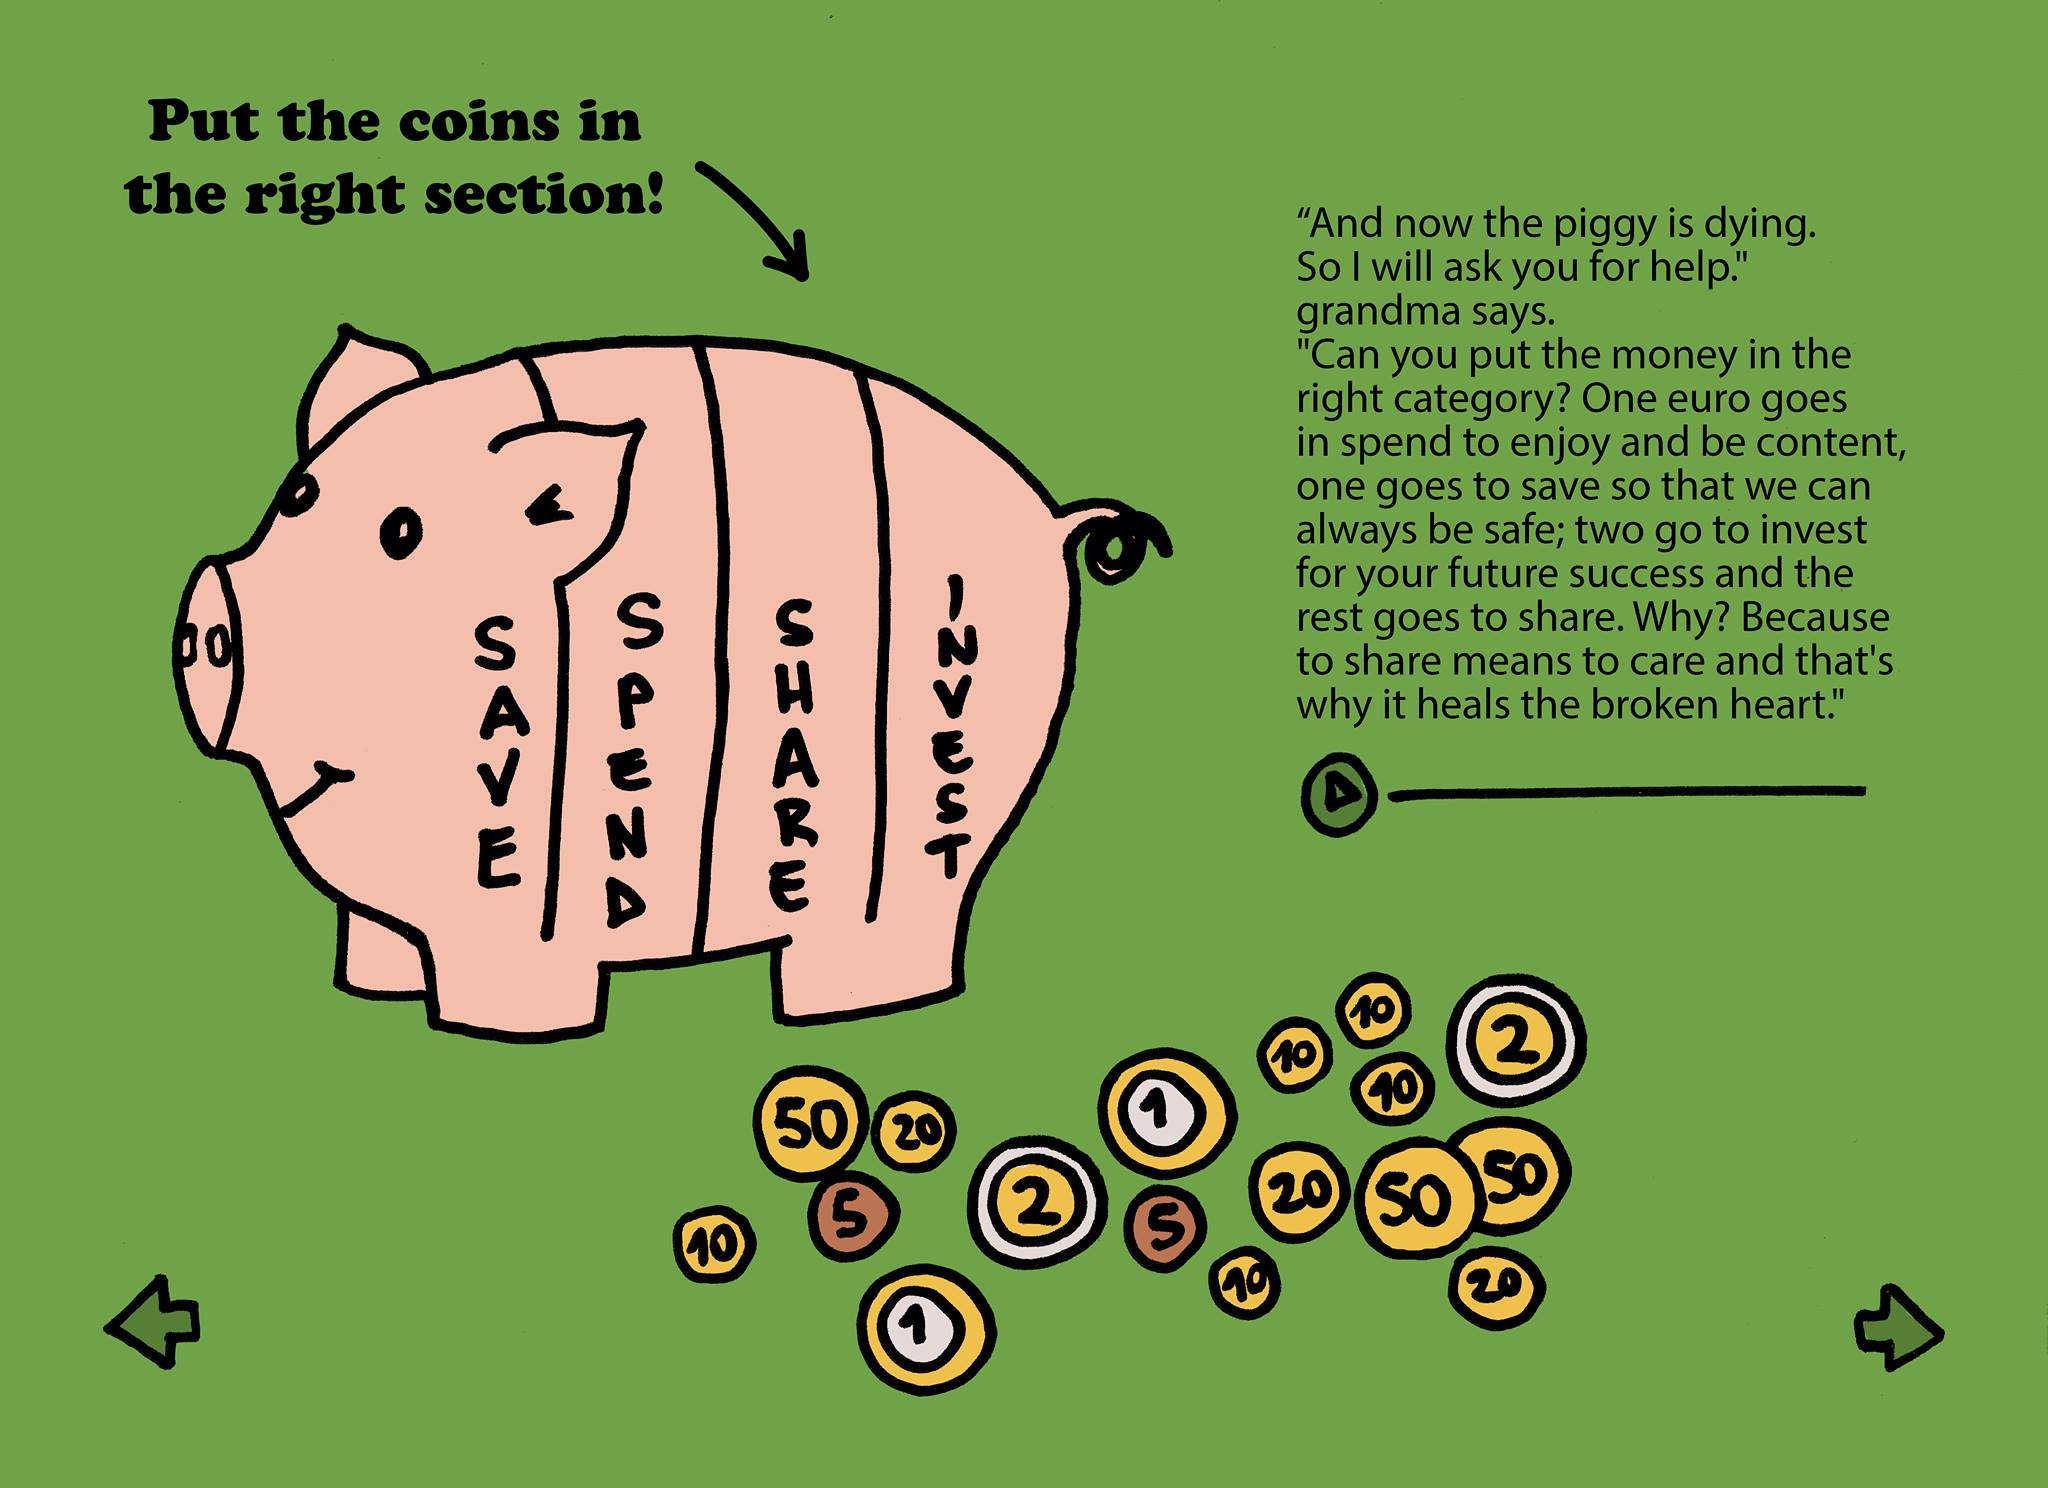 Put the coins in
the right section!
“And now the piggy is dying.
So I will ask you for help."
grandma says.
"Can you put the money in the
right category? One euro goes
in spend to enjoy and be content,
one goes to save so that we can
always be safe; two go to invest
for your future success and the
rest goes to share. Why? Because
to share means to care and that's
why it heals the broken heart."
SAVE
SPEND
SHARE
INVEST
10
10
2
10
10
50
20
1
20
50
50
2
5
5
10
10
20
1